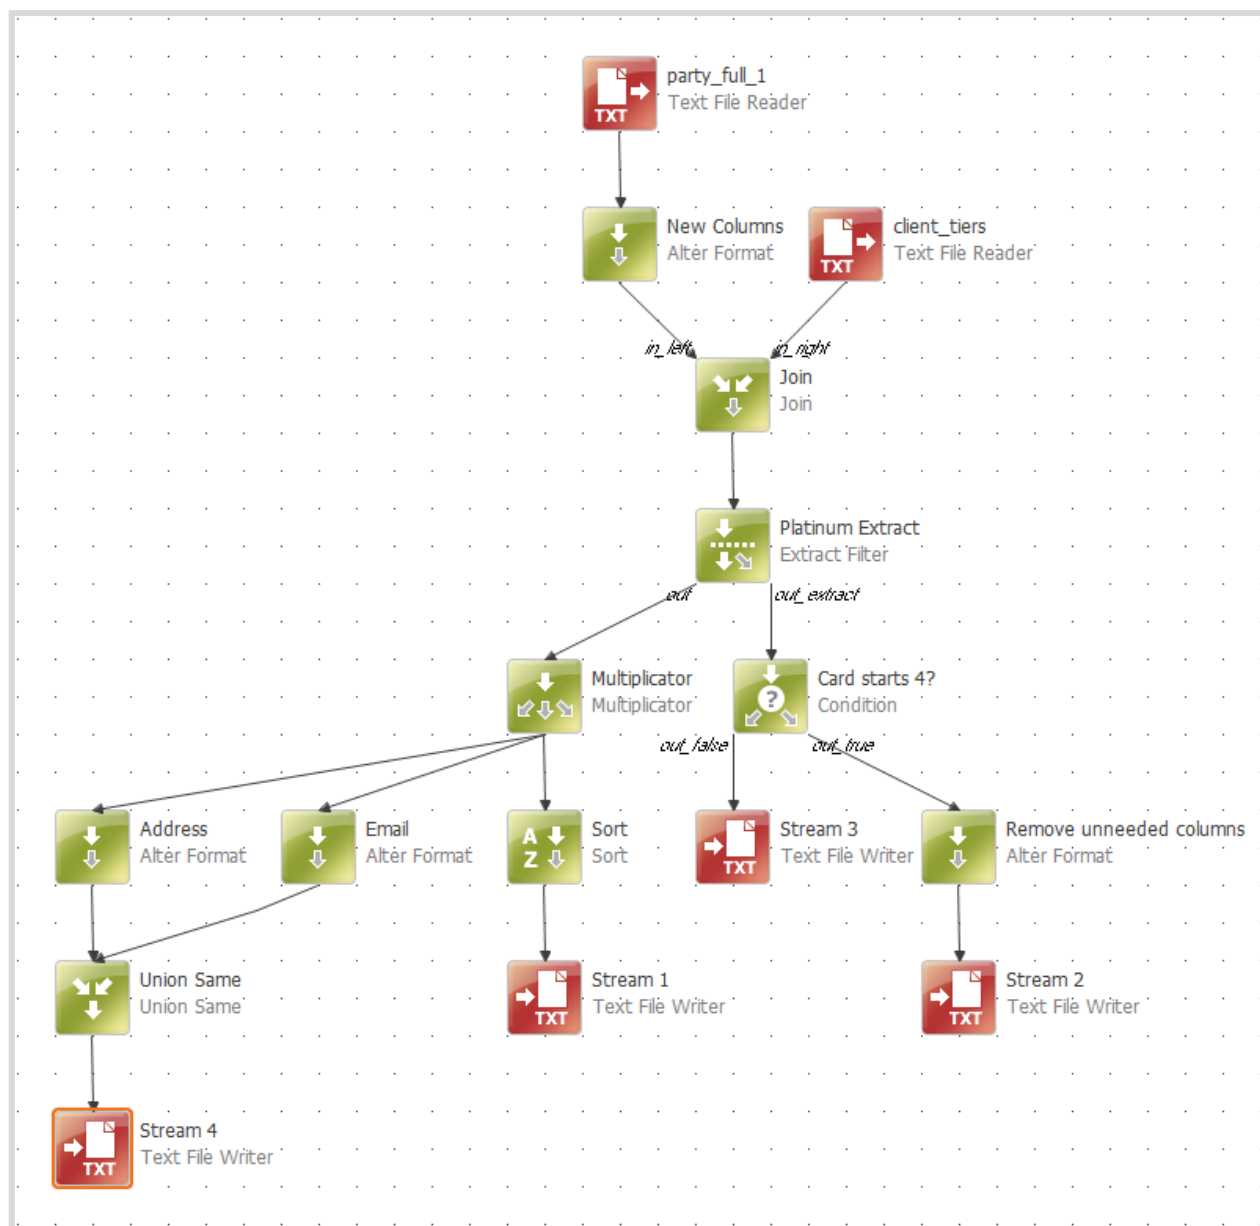 party_full_1
Text File Reader
TXT
New Columns
Alter Format
client_tiers
Text File Reader
TXT
in_left
in_right
Join
Join
Platinum Extract
Extract Filter
out
out_extract
Multiplicator
Multiplicator
Card starts 4?
Condition
?
out_false
out_true
Address
Alter Format
Email
Alter Format
A
Z
Sort
Sort
Stream 3
Text File Writer
TXT
Remove unneeded columns
Alter Format
Union Same
Union Same
Stream 1
Text File Writer
TXT
Stream 2
Text File Writer
TXT
Stream 4
Text File Writer
TXT